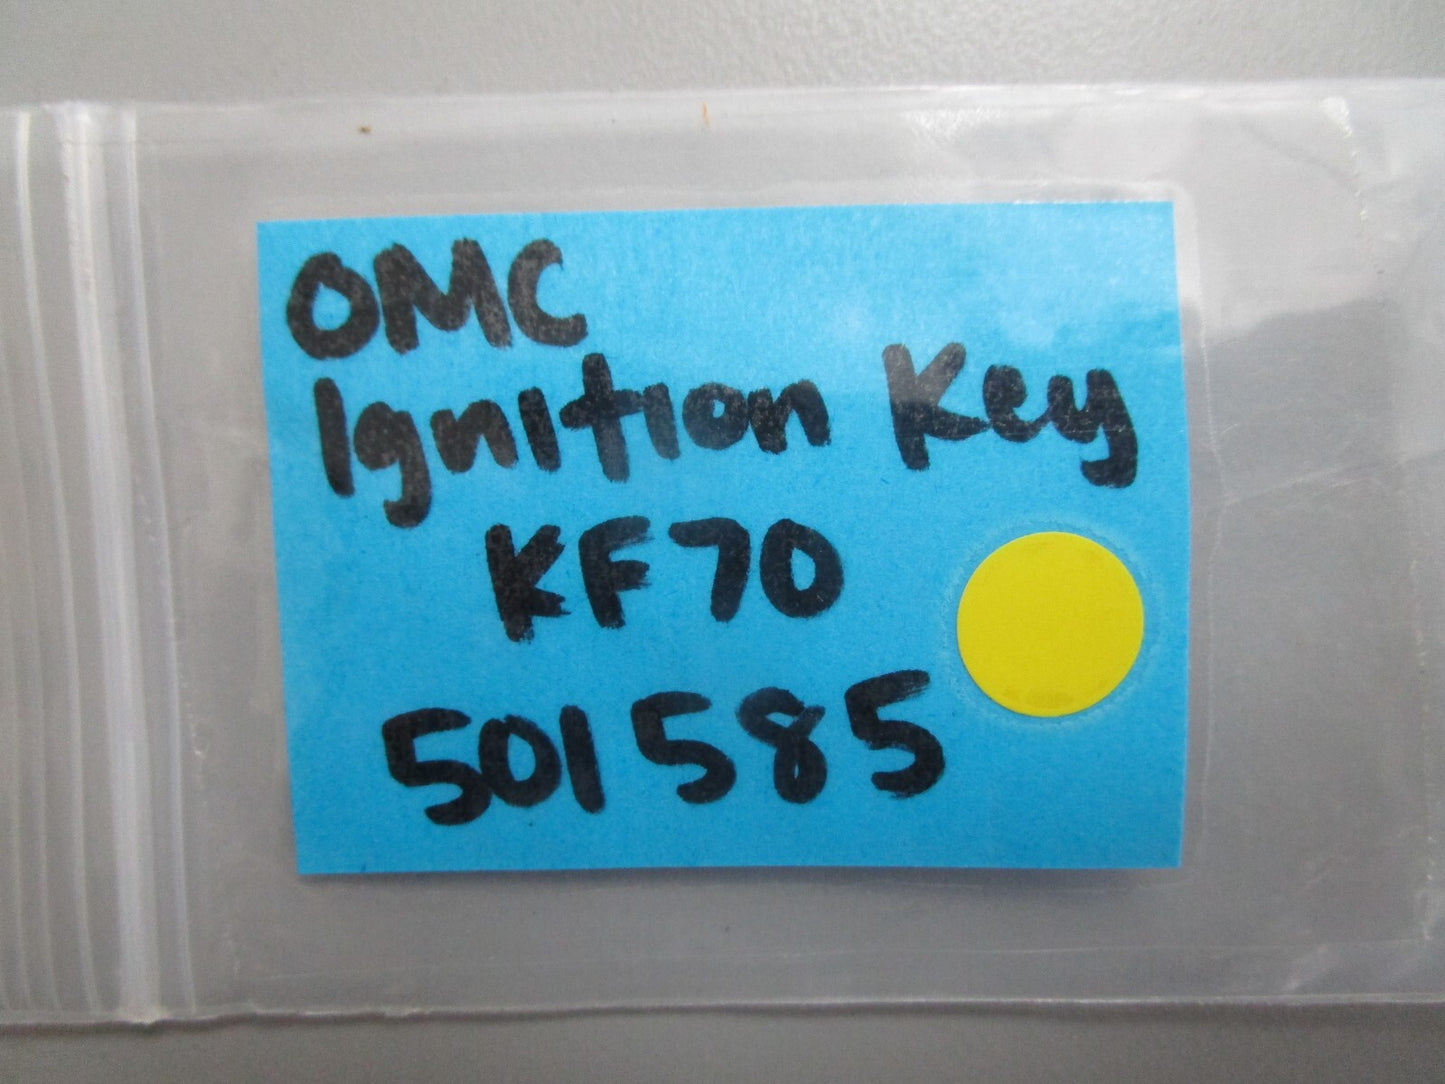 OMC
Ignition Key
KF70
501585